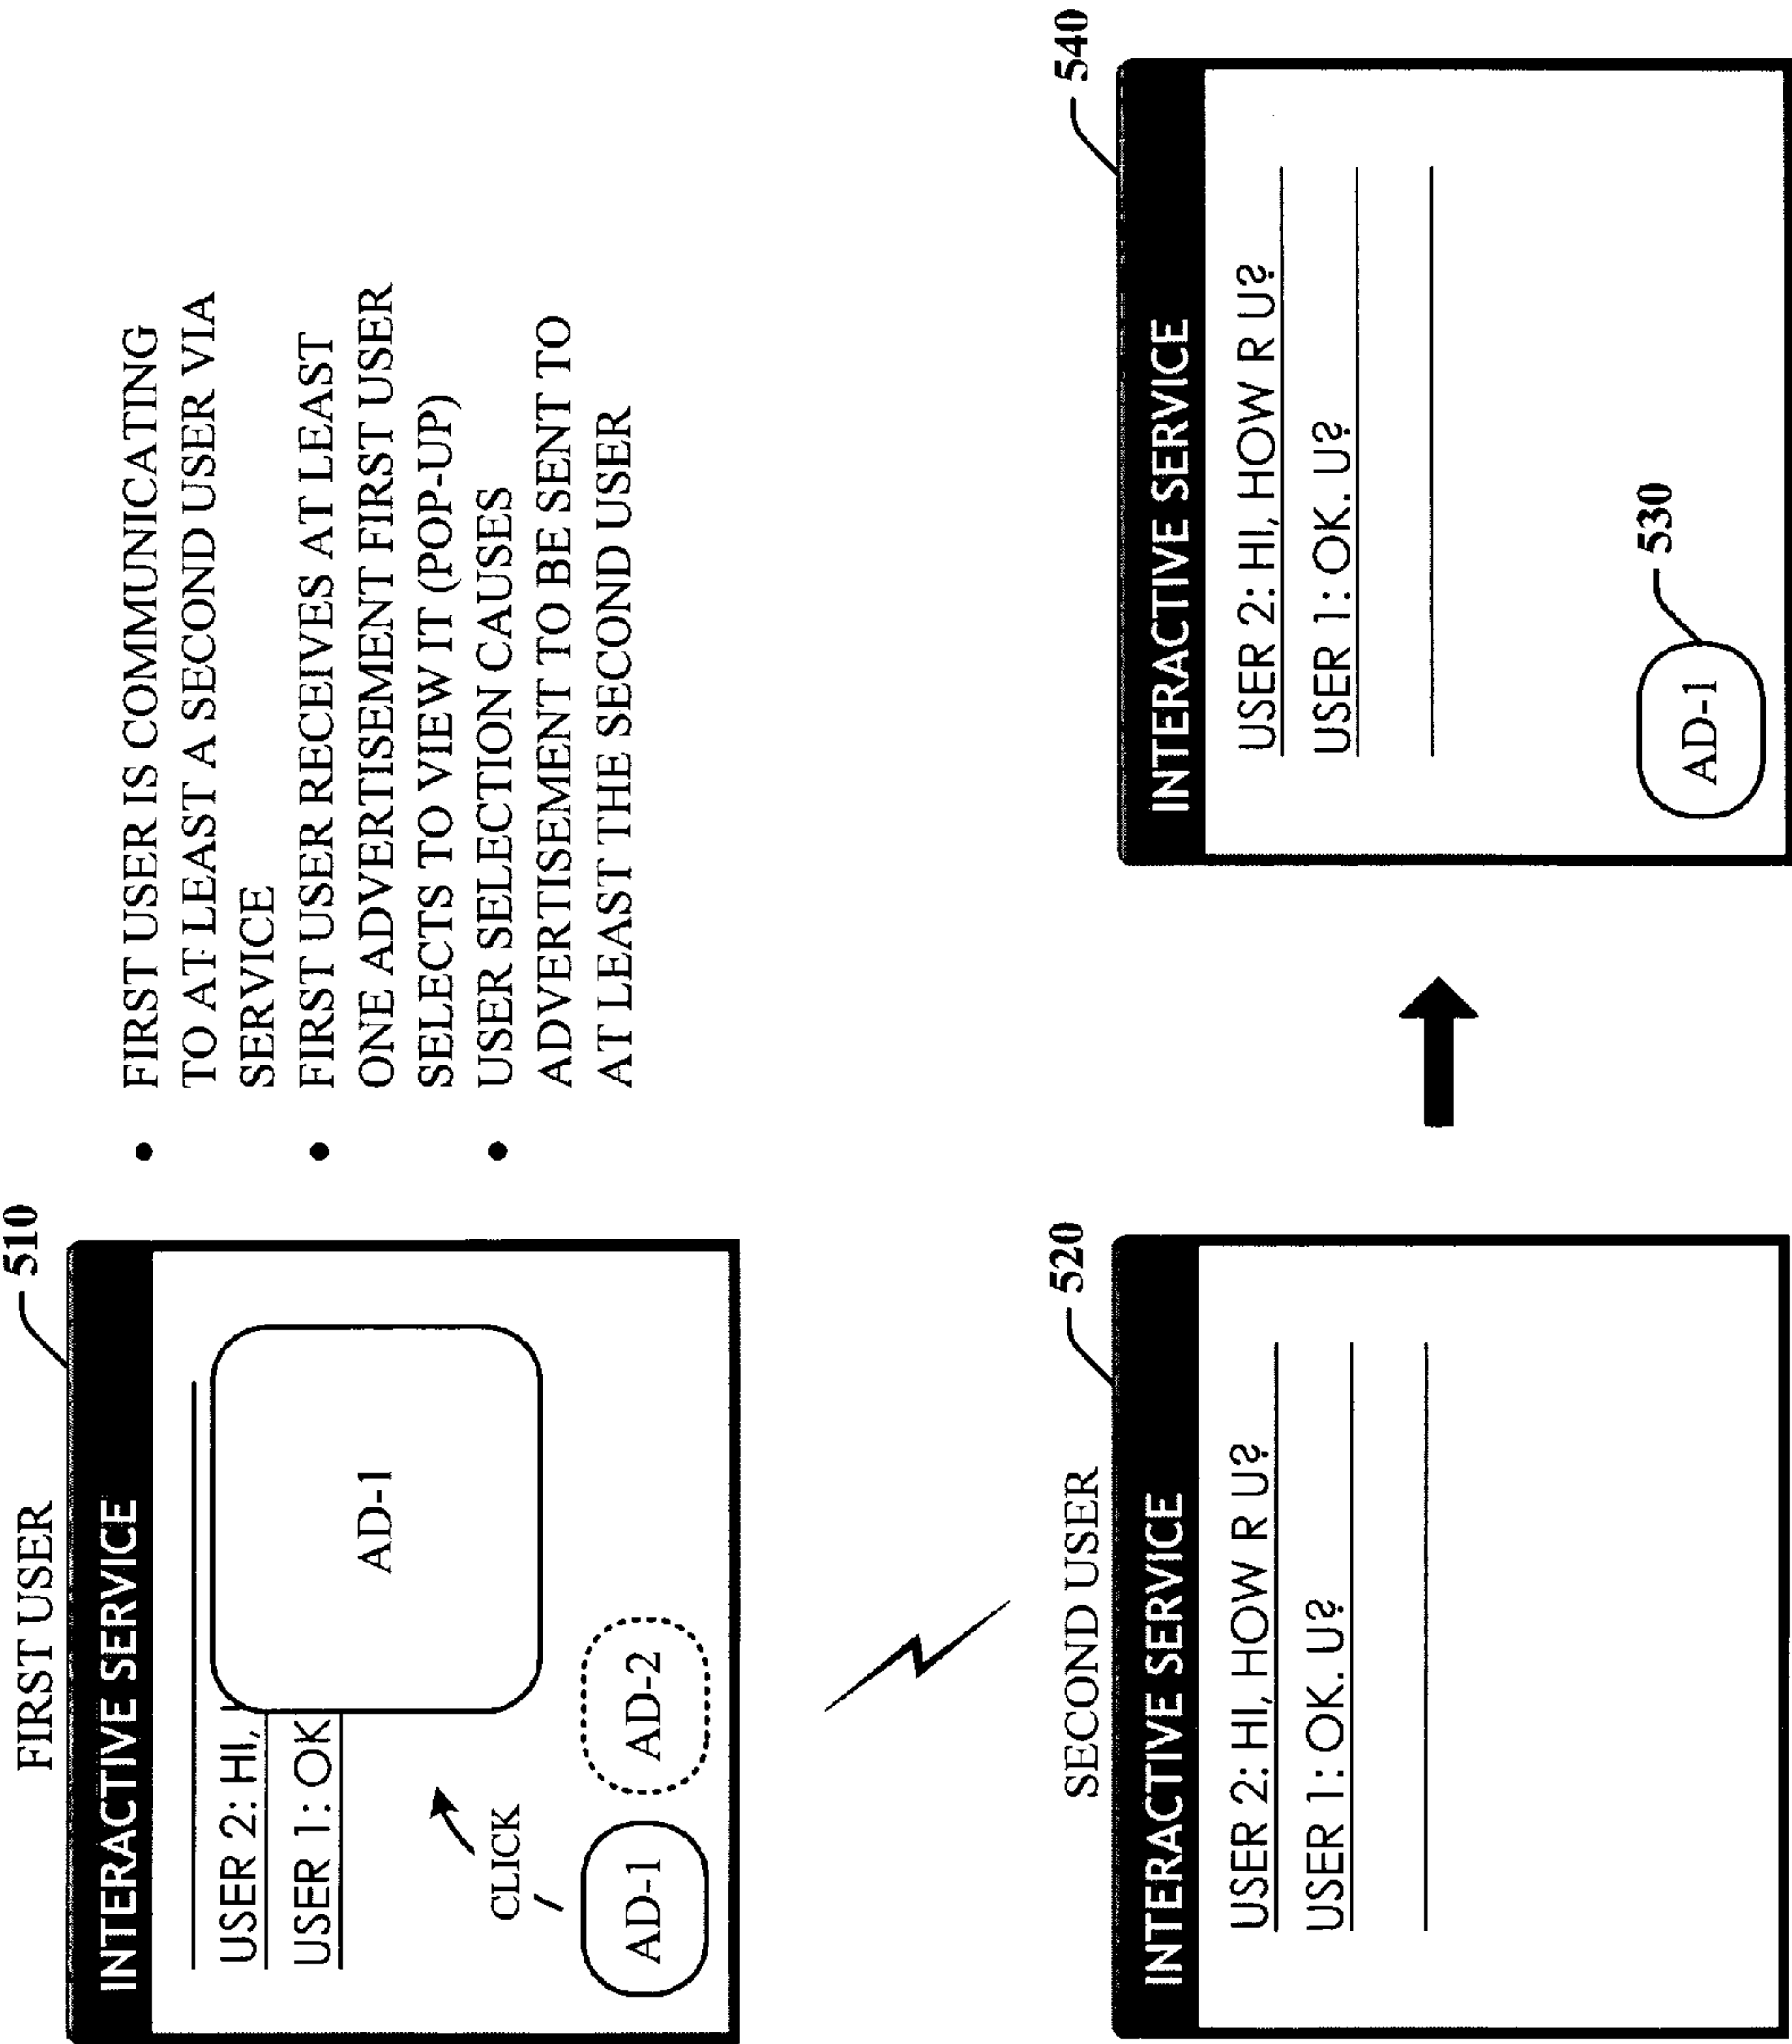 FIRST USER
510
INTERACTIVE SERVICE
USER 2: HI,
USER 1: OK
AD-1
CLICK
AD-1
AD-2
• FIRST USER IS COMMUNICATING
TO AT LEAST A SECOND USER VIA
SERVICE
• FIRST USER RECEIVES AT LEAST
ONE ADVERTISEMENT FIRST USER
SELECTS TO VIEW IT (POP-UP)
• USER SELECTION CAUSES
ADVERTISEMENT TO BE SENT TO
AT LEAST THE SECOND USER
SECOND USER
520
INTERACTIVE SERVICE
USER 2: HI, HOW R U?
USER 1: OK. U?
540
INTERACTIVE SERVICE
USER 2: HI, HOW R U?
USER 1: OK. U?
530
AD-1